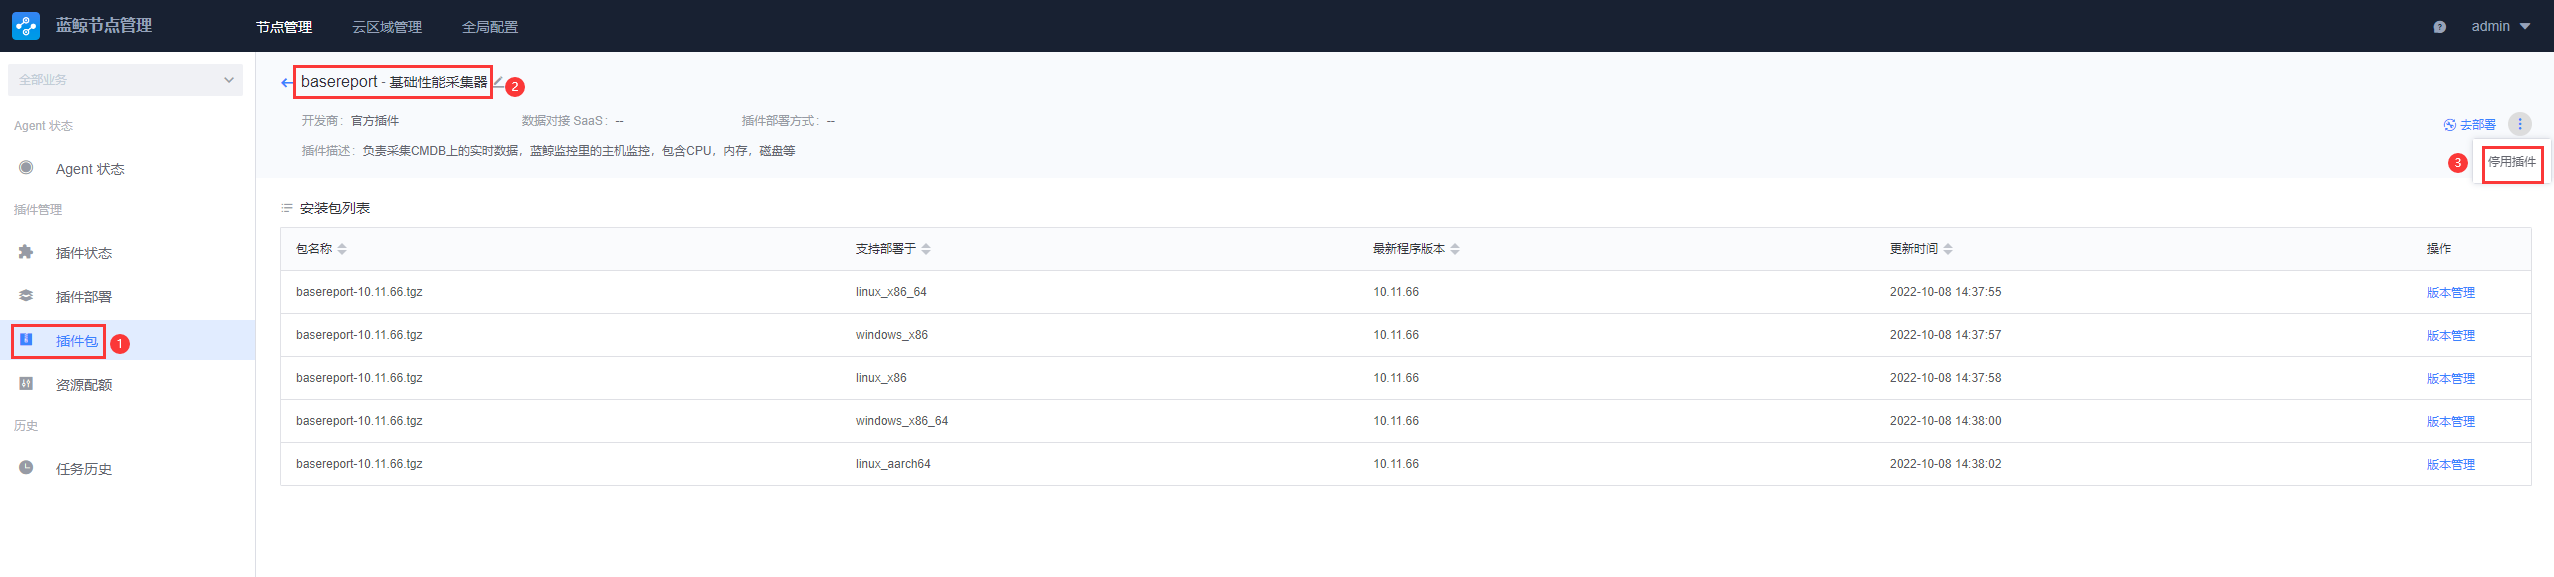 蓝鲸节点管理
节点管理 云区域管理 全局配置
admin
全部业务
Agent 状态
Agent 状态
插件管理
插件状态
插件部署
插件包 1
资源配额
历史
任务历史
basereport - 基础性能采集器 2
开发商：官方插件 数据对接 SaaS：-- 插件部署方式：--
插件描述：负责采集CMDB上的实时数据，蓝鲸监控里的主机监控，包含CPU，内存，磁盘等
去部署
3 停用插件
安装包列表
包名称 支持部署于 最新程序版本 更新时间 操作
basereport-10.11.66.tgz linux_x86_64 10.11.66 2022-10-08 14:37:55 版本管理
basereport-10.11.66.tgz windows_x86 10.11.66 2022-10-08 14:37:57 版本管理
basereport-10.11.66.tgz linux_x86 10.11.66 2022-10-08 14:37:58 版本管理
basereport-10.11.66.tgz windows_x86_64 10.11.66 2022-10-08 14:38:00 版本管理
basereport-10.11.66.tgz linux_aarch64 10.11.66 2022-10-08 14:38:02 版本管理